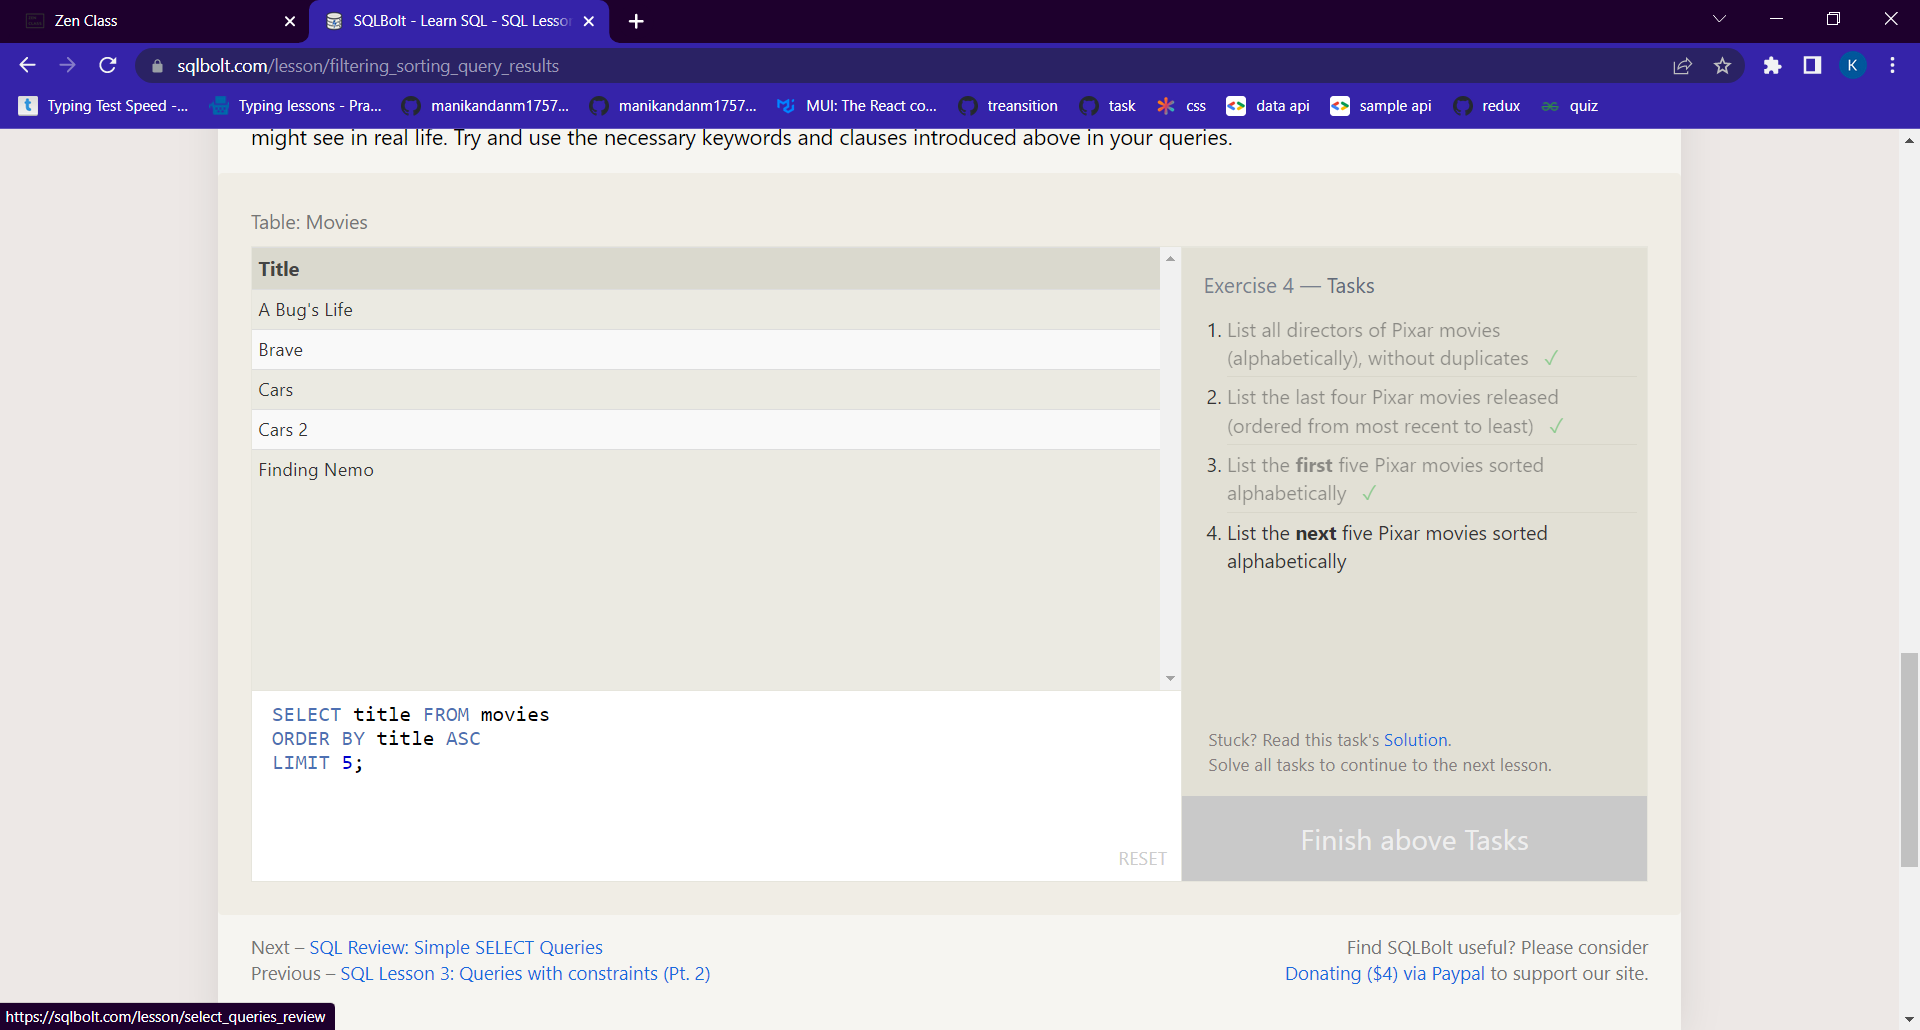 Zen Class
SQLBolt - Learn SQL - SQL Lesson
sqlbolt.com/lesson/filtering_sorting_query_results
K
Typing Test Speed -...
Typing lessons - Pra...
manikandanm1757...
manikandanm1757...
MUI: The React co...
treansition
task
css
data api
sample api
redux
quiz
might see in real life. Try and use the necessary keywords and clauses introduced above in your queries.
Table: Movies
Title
A Bug's Life
Brave
Cars
Cars 2
Finding Nemo
SELECT title FROM movies
ORDER BY title ASC
LIMIT 5;
RESET
Exercise 4 — Tasks
1. List all directors of Pixar movies
(alphabetically), without duplicates ✓
2. List the last four Pixar movies released
(ordered from most recent to least) ✓
3. List the first five Pixar movies sorted
alphabetically ✓
4. List the next five Pixar movies sorted
alphabetically
Stuck? Read this task's Solution.
Solve all tasks to continue to the next lesson.
Finish above Tasks
Next – SQL Review: Simple SELECT Queries
Previous – SQL Lesson 3: Queries with constraints (Pt. 2)
Find SQLBolt useful? Please consider
Donating ($4) via Paypal to support our site.
https://sqlbolt.com/lesson/select_queries_review